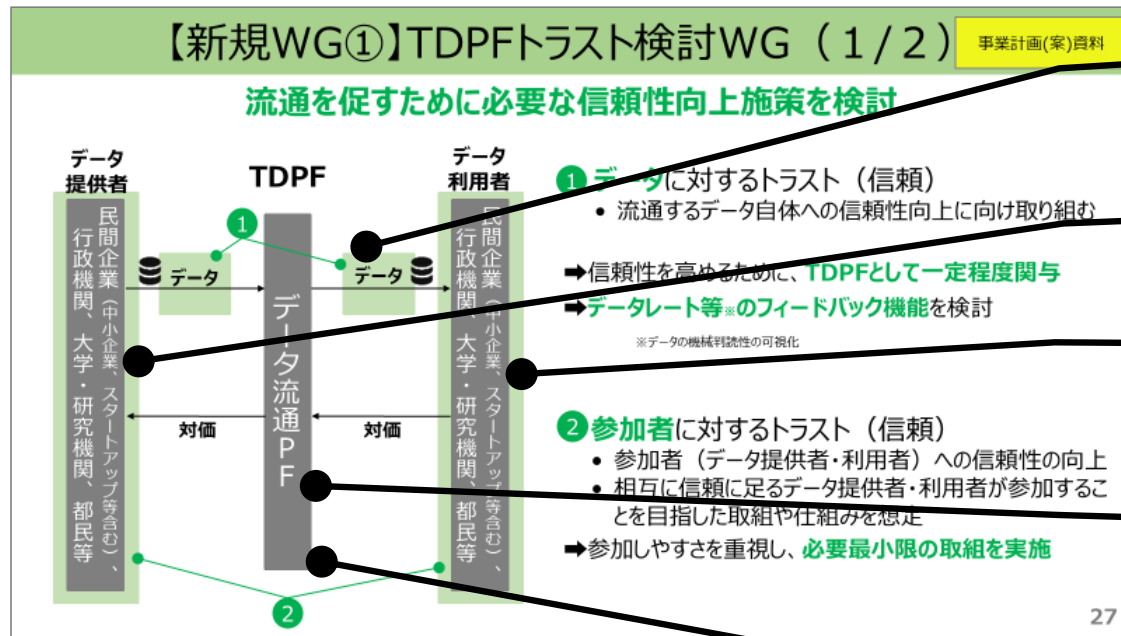 【新規WG①】TDPFトラスト検討WG（1/2）
事業計画(案)資料
流通を促すために必要な信頼性向上施策を検討
データ
提供者
TDPF
データ
利用者
民間企業（中小企業、スタートアップ等含む）、
行政機関、大学・研究機関、都民等
データ
1
データ流通PF
データ
対価
対価
民間企業（中小企業、スタートアップ等含む）、
行政機関、大学・研究機関、都民等
2
1 データに対するトラスト（信頼）
• 流通するデータ自体への信頼性向上に向け取り組む
➡信頼性を高めるために、TDPFとして一定程度関与
➡データレート等※のフィードバック機能を検討
※データの機械判読性の可視化
2 参加者に対するトラスト（信頼）
• 参加者（データ提供者・利用者）への信頼性の向上
• 相互に信頼に足るデータ提供者・利用者が参加するこ
とを目指した取組や仕組みを想定
➡参加しやすさを重視し、必要最小限の取組を実施
27